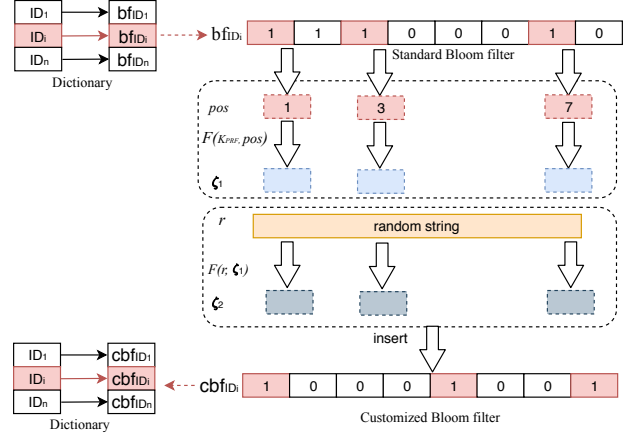 ID₁ bfID₁
IDᵢ bfIDᵢ
IDₙ bfIDₙ
Dictionary
bfIDᵢ 1 1 1 0 0 0 1 0
Standard Bloom filter
pos 1 3 7
F(K_PRF, pos)
ζ₁
r random string
F(r, ζ₁)
ζ₂
insert
ID₁ cbfID₁
IDᵢ cbfIDᵢ
IDₙ cbfIDₙ
Dictionary
cbfIDᵢ 1 0 0 0 1 0 0 1
Customized Bloom filter